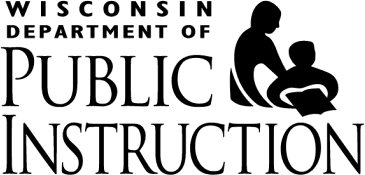 WISCONSIN
DEPARTMENT OF
PUBLIC
INSTRUCTION